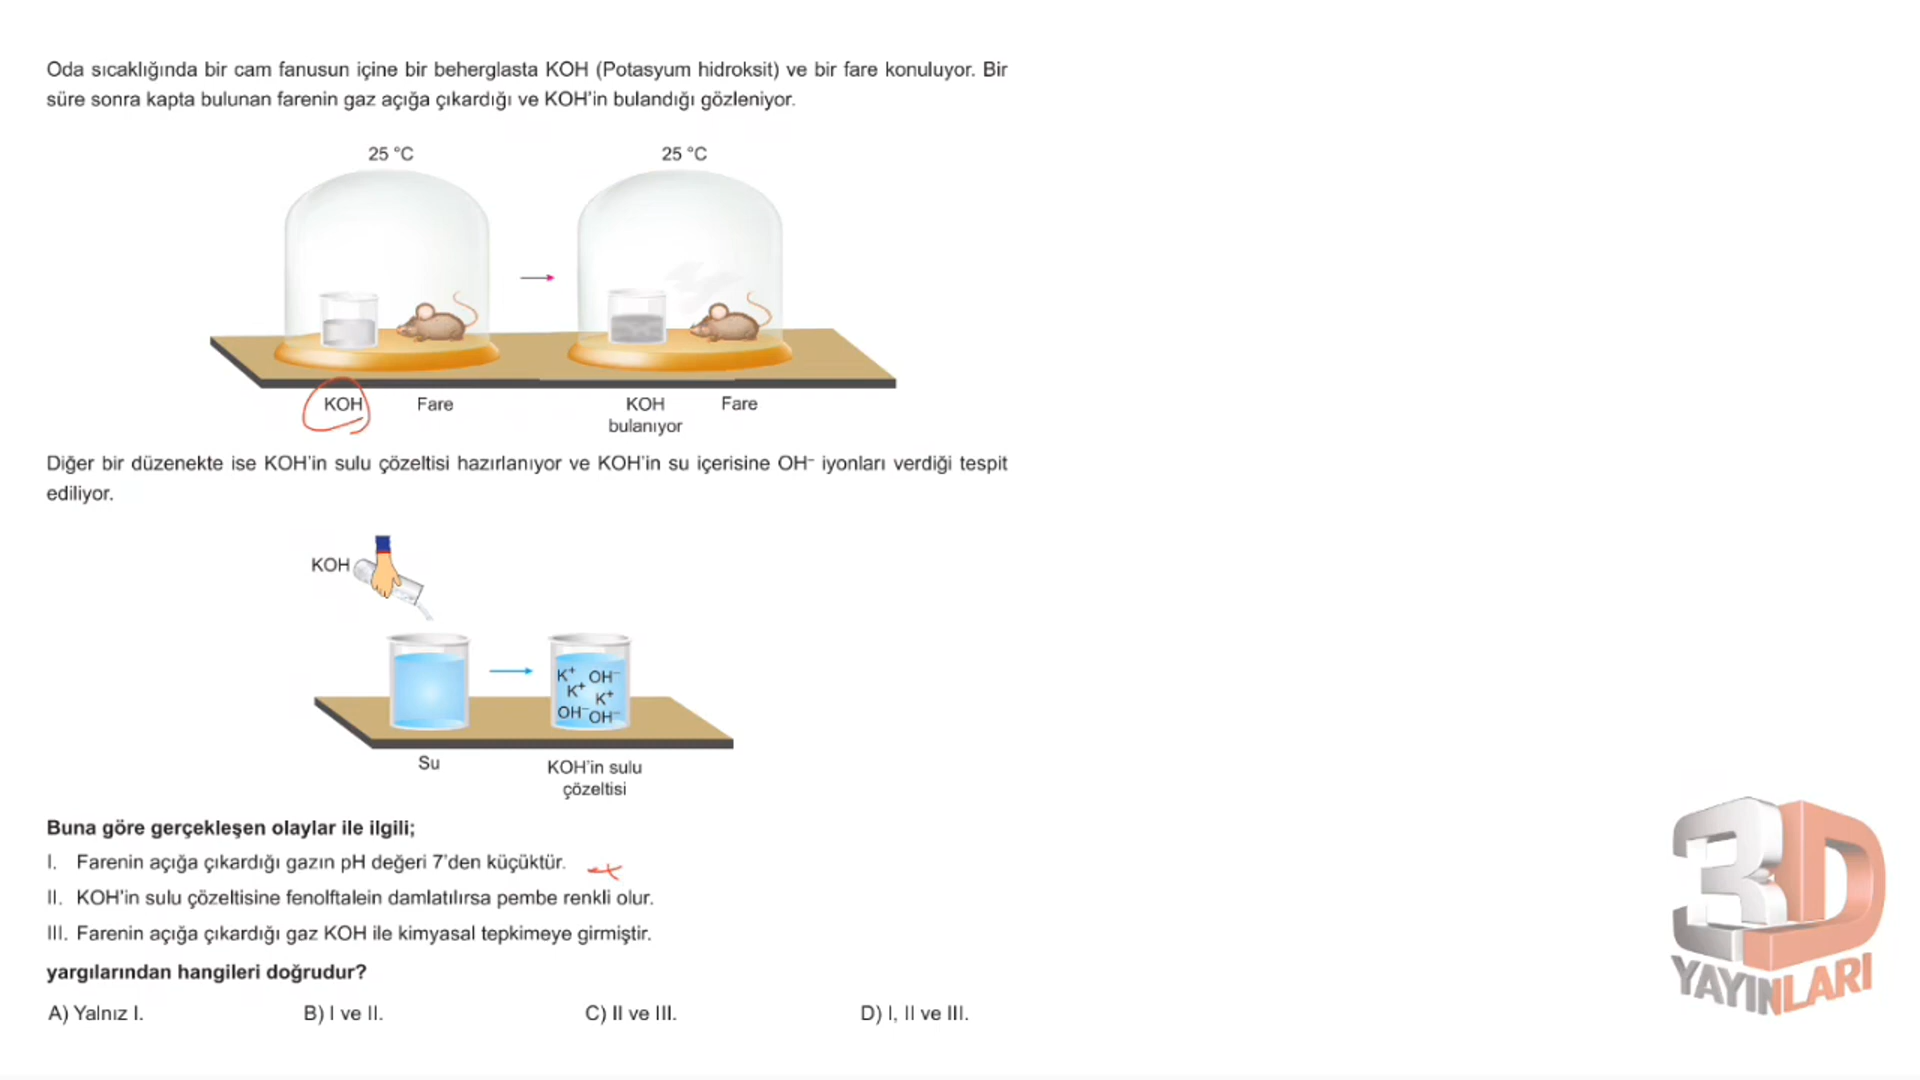 Oda sıcaklığında bir cam fanusun içine bir beherglasta KOH (Potasyum hidroksit) ve bir fare konuluyor. Bir
süre sonra kapta bulunan farenin gaz açığa çıkardığı ve KOH'in bulandığı gözleniyor.
25 °C
25 °C
KOH
Fare
KOH
bulanıyor
Fare
Diğer bir düzenekte ise KOH'in sulu çözeltisi hazırlanıyor ve KOH'in su içerisine OH⁻ iyonları verdiği tespit
ediliyor.
KOH
K⁺ OH⁻
K⁺ K⁺
OH⁻ OH⁻
Su
KOH'in sulu
çözeltisi
Buna göre gerçekleşen olaylar ile ilgili;
I. Farenin açığa çıkardığı gazın pH değeri 7'den küçüktür.
II. KOH'in sulu çözeltisine fenolftalein damlatılırsa pembe renkli olur.
III. Farenin açığa çıkardığı gaz KOH ile kimyasal tepkimeye girmiştir.
yargılarından hangileri doğrudur?
A) Yalnız I. B) I ve II. C) II ve III. D) I, II ve III.
3D
YAYINLARI